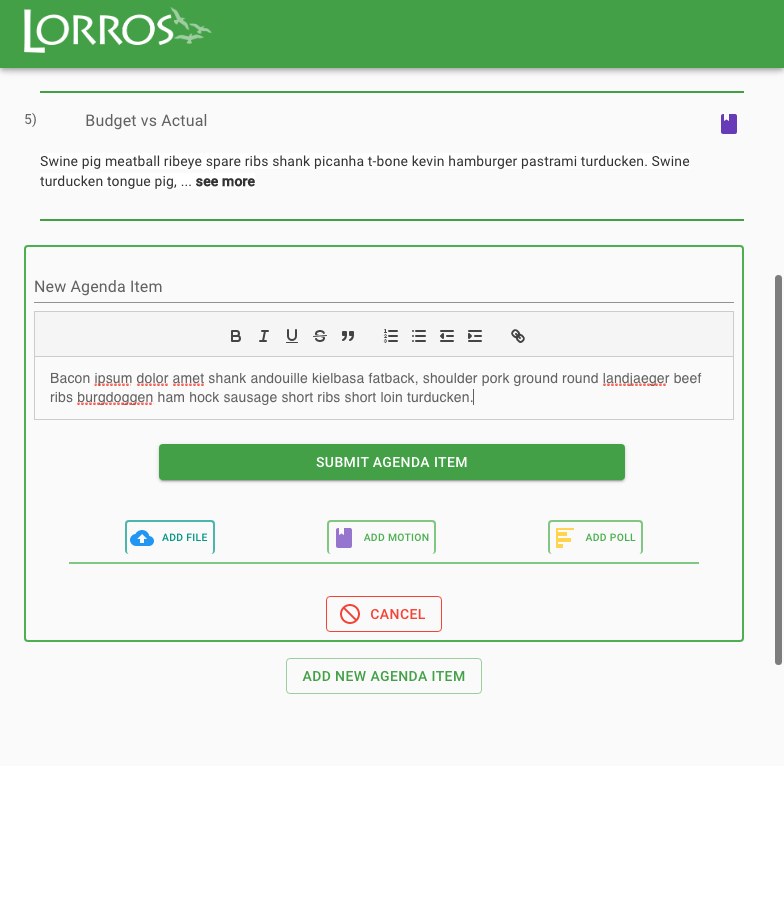 LORROS
5) Budget vs Actual
Swine pig meatball ribeye spare ribs shank picanha t-bone kevin hamburger pastrami turducken. Swine
turducken tongue pig, ... see more
New Agenda Item
B I U S
Bacon ipsum dolor amet shank andouille kielbasa fatback, shoulder pork ground round landjaeger beef
ribs burgdoggen ham hock sausage short ribs short loin turducken.
SUBMIT AGENDA ITEM
ADD FILE ADD MOTION ADD POLL
CANCEL
ADD NEW AGENDA ITEM